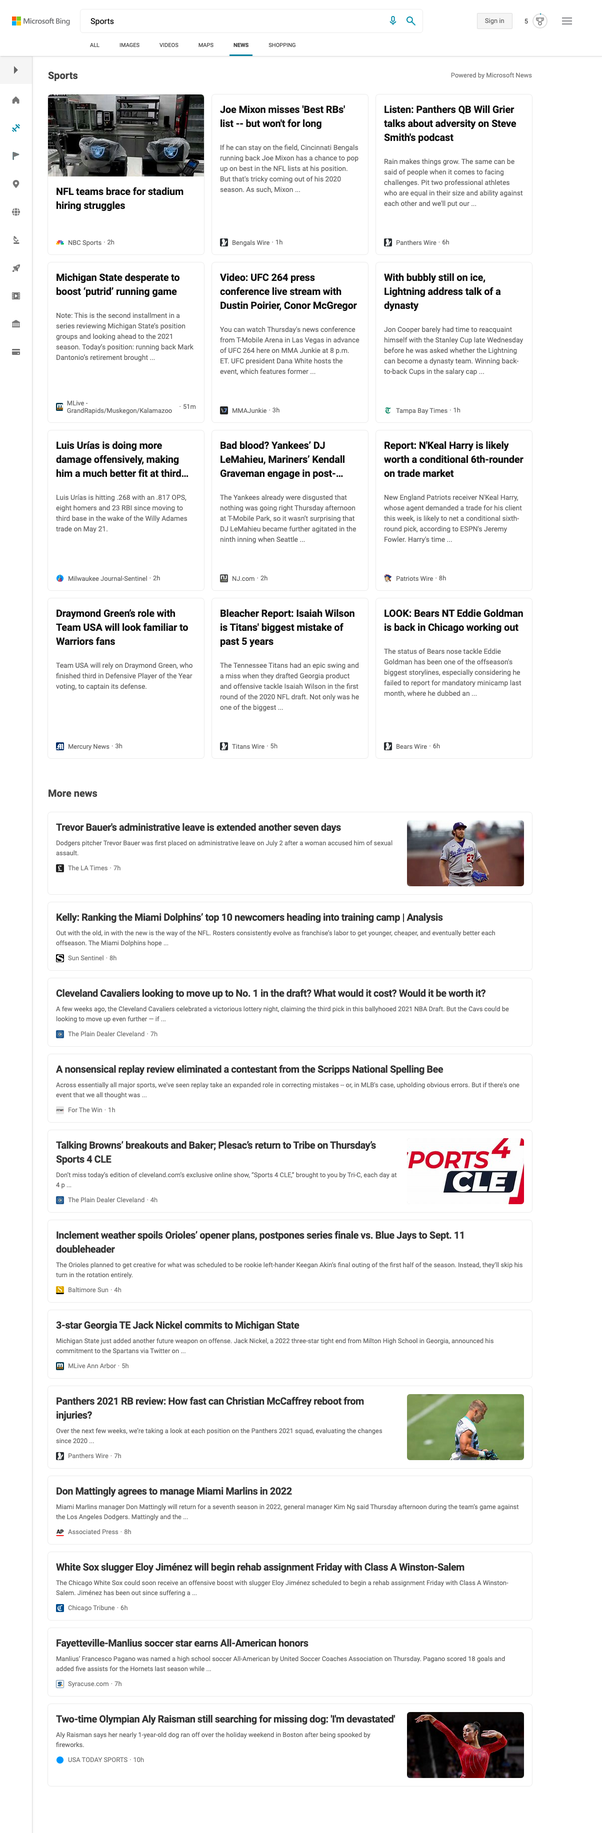 Microsoft Bing
Sports
Sign in
5
ALL
IMAGES
VIDEOS
MAPS
NEWS
SHOPPING
Sports
Powered by Microsoft News
NFL teams brace for stadium
hiring struggles
NBC Sports · 2h
Joe Mixon misses 'Best RBs'
list -- but won't for long
If he can stay on the field, Cincinnati Bengals
running back Joe Mixon has a chance to pop
up on best in the NFL lists at his position.
But that's tricky coming out of his 2020
season. As such, Mixon ...
Bengals Wire · 1h
Listen: Panthers QB Will Grier
talks about adversity on Steve
Smith's podcast
Rain makes things grow. The same can be
said of people when it comes to facing
challenges. Pit two professional athletes
who are equal in their size and ability against
each other and we'll put our ...
Panthers Wire · 6h
Michigan State desperate to
boost 'putrid' running game
Note: This is the second installment in a
series reviewing Michigan State's position
groups and looking ahead to the 2021
season. Today's position: running back Mark
Dantonio's retirement brought ...
MLive -
GrandRapids/Muskegon/Kalamazoo · 51m
Video: UFC 264 press
conference live stream with
Dustin Poirier, Conor McGregor
You can watch Thursday's news conference
from T-Mobile Arena in Las Vegas in advance
of UFC 264 here on MMA Junkie at 8 p.m.
ET. UFC president Dana White hosts the
event, which features former ...
MMAJunkie · 3h
With bubbly still on ice,
Lightning address talk of a
dynasty
Jon Cooper barely had time to reacquaint
himself with the Stanley Cup late Wednesday
before he was asked whether the Lightning
can become a dynasty team. Winning back-
to-back Cups in the salary cap ...
Tampa Bay Times · 1h
Luis Urías is doing more
damage offensively, making
him a much better fit at third...
Luis Urías is hitting .268 with an .817 OPS,
eight homers and 23 RBI since moving to
third base in the wake of the Willy Adames
trade on May 21.
Milwaukee Journal-Sentinel · 2h
Bad blood? Yankees' DJ
LeMahieu, Mariners' Kendall
Graveman engage in post-...
The Yankees already were disgusted that
nothing was going right Thursday afternoon
at T-Mobile Park, so it wasn't surprising that
DJ LeMahieu became further agitated in the
ninth inning when Seattle ...
NJ.com · 2h
Report: N'Keal Harry is likely
worth a conditional 6th-rounder
on trade market
New England Patriots receiver N'Keal Harry,
whose agent demanded a trade for his client
this week, is likely to net a conditional sixth-
round pick, according to ESPN's Jeremy
Fowler. Harry's time ...
Patriots Wire · 8h
Draymond Green's role with
Team USA will look familiar to
Warriors fans
Team USA will rely on Draymond Green, who
finished third in Defensive Player of the Year
voting, to captain its defense.
Mercury News · 3h
Bleacher Report: Isaiah Wilson
is Titans' biggest mistake of
past 5 years
The Tennessee Titans had an epic swing and
a miss when they drafted Georgia product
and offensive tackle Isaiah Wilson in the first
round of the 2020 NFL draft. Not only was he
one of the biggest ...
Titans Wire · 5h
LOOK: Bears NT Eddie Goldman
is back in Chicago working out
The status of Bears nose tackle Eddie
Goldman has been one of the offseason's
biggest storylines, especially considering he
failed to report for mandatory minicamp last
month, where he dubbed an ...
Bears Wire · 6h
More news
Trevor Bauer's administrative leave is extended another seven days
Dodgers pitcher Trevor Bauer was first placed on administrative leave on July 2 after a woman accused him of sexual
assault.
The LA Times · 7h
Kelly: Ranking the Miami Dolphins' top 10 newcomers heading into training camp | Analysis
Out with the old, in with the new is the way of the NFL. Rosters consistently evolve as franchise's labor to get younger, cheaper, and eventually better each
offseason. The Miami Dolphins hope ...
Sun Sentinel · 8h
Cleveland Cavaliers looking to move up to No. 1 in the draft? What would it cost? Would it be worth it?
A few weeks ago, the Cleveland Cavaliers celebrated a victorious lottery night, claiming the third pick in this ballyhooed 2021 NBA Draft. But the Cavs could be
looking to move up even further — if ...
The Plain Dealer Cleveland · 7h
A nonsensical replay review eliminated a contestant from the Scripps National Spelling Bee
Across essentially all major sports, we've seen replay take an expanded role in correcting mistakes – or, in MLB's case, upholding obvious errors. But if there's one
event that we all thought was ...
For The Win · 1h
Talking Browns' breakouts and Baker; Plesac's return to Tribe on Thursday's
Sports 4 CLE
Don't miss today's edition of cleveland.com's exclusive online show, "Sports 4 CLE," brought to you by Tri-C, each day at
4 p ...
The Plain Dealer Cleveland · 4h
PORTS 4
CLE
Inclement weather spoils Orioles' opener plans, postpones series finale vs. Blue Jays to Sept. 11
doubleheader
The Orioles planned to get creative for what was scheduled to be rookie left-hander Keegan Akin's final outing of the first half of the season. Instead, they'll skip his
turn in the rotation entirely.
Baltimore Sun · 4h
3-star Georgia TE Jack Nickel commits to Michigan State
Michigan State just added another future weapon on offense. Jack Nickel, a 2022 three-star tight end from Milton High School in Georgia, announced his
commitment to the Spartans via Twitter on ...
MLive Ann Arbor · 5h
Panthers 2021 RB review: How fast can Christian McCaffrey reboot from
injuries?
Over the next few weeks, we're taking a look at each position on the Panthers 2021 squad, evaluating the changes
since 2020 ...
Panthers Wire · 7h
Don Mattingly agrees to manage Miami Marlins in 2022
Miami Marlins manager Don Mattingly will return for a seventh season in 2022, general manager Kim Ng said Thursday afternoon during the team's game against
the Los Angeles Dodgers. Mattingly and the ...
AP Associated Press · 8h
White Sox slugger Eloy Jiménez will begin rehab assignment Friday with Class A Winston-Salem
The Chicago White Sox could soon receive an offensive boost with slugger Eloy Jiménez scheduled to begin a rehab assignment Friday with Class A Winston-
Salem. Jiménez has been out since suffering a ...
Chicago Tribune · 6h
Fayetteville-Manlius soccer star earns All-American honors
Manlius' Francesco Pagano was named a high school soccer All-American by United Soccer Coaches Association on Thursday. Pagano scored 18 goals and
added five assists for the Hornets last season while ...
Syracuse.com · 7h
Two-time Olympian Aly Raisman still searching for missing dog: 'I'm devastated'
Aly Raisman says her nearly 1-year-old dog ran off over the holiday weekend in Boston after being spooked by
fireworks.
USA TODAY SPORTS · 10h